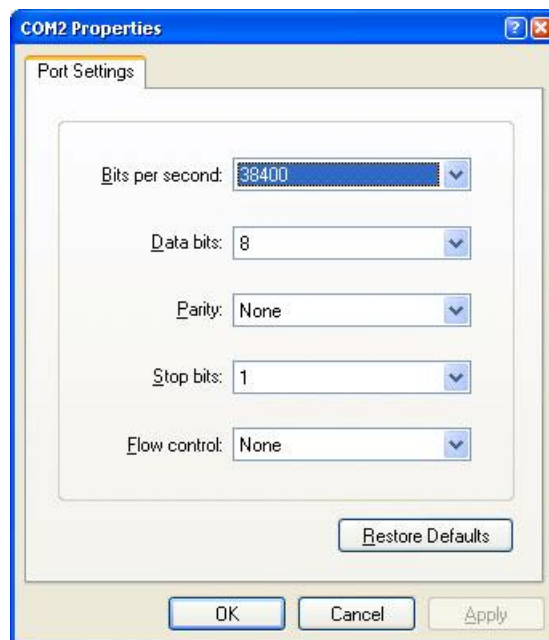 COM2 Properties
Port Settings
Bits per second: 38400
Data bits: 8
Parity: None
Stop bits: 1
Flow control: None
Restore Defaults
OK Cancel Apply